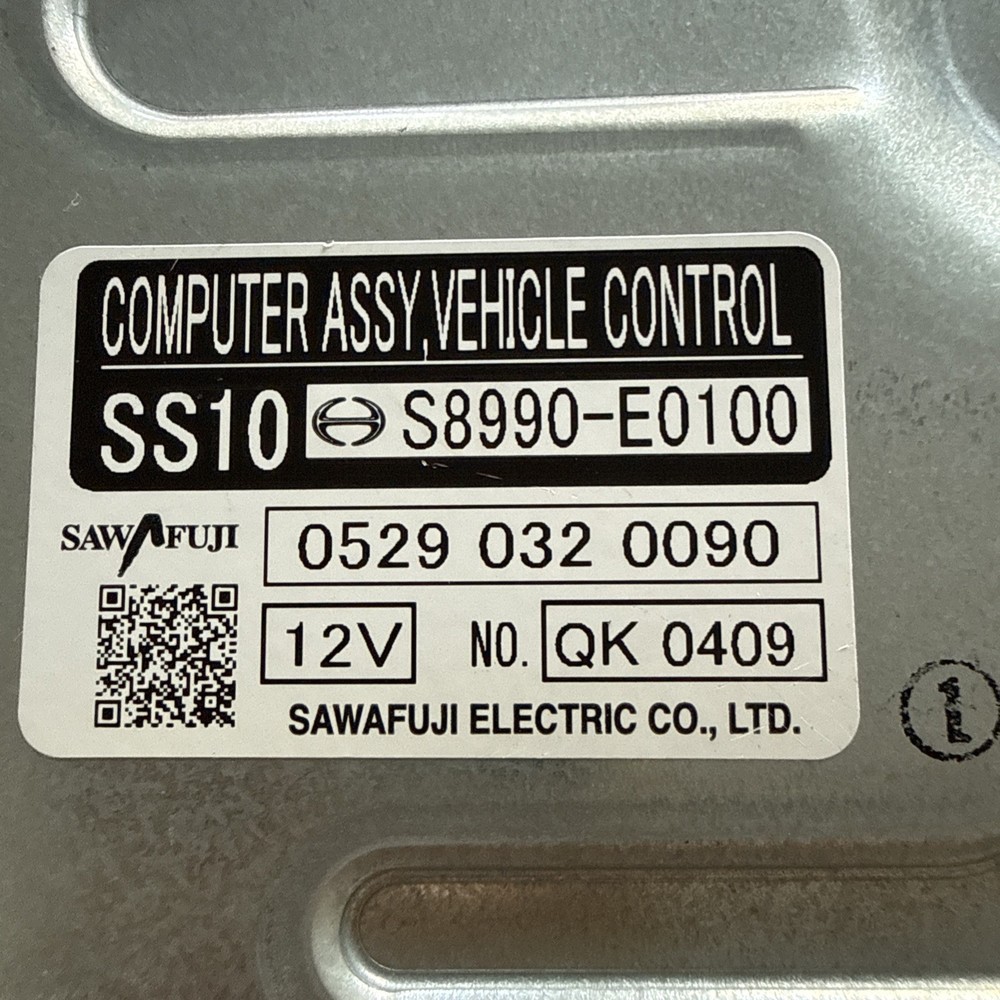 COMPUTER ASSY,VEHICLE CONTROL
SS10 S8990-E0100
SAWAFUJI 0529 032 0090
12V NO. QK 0409
SAWAFUJI ELECTRIC CO., LTD.
1